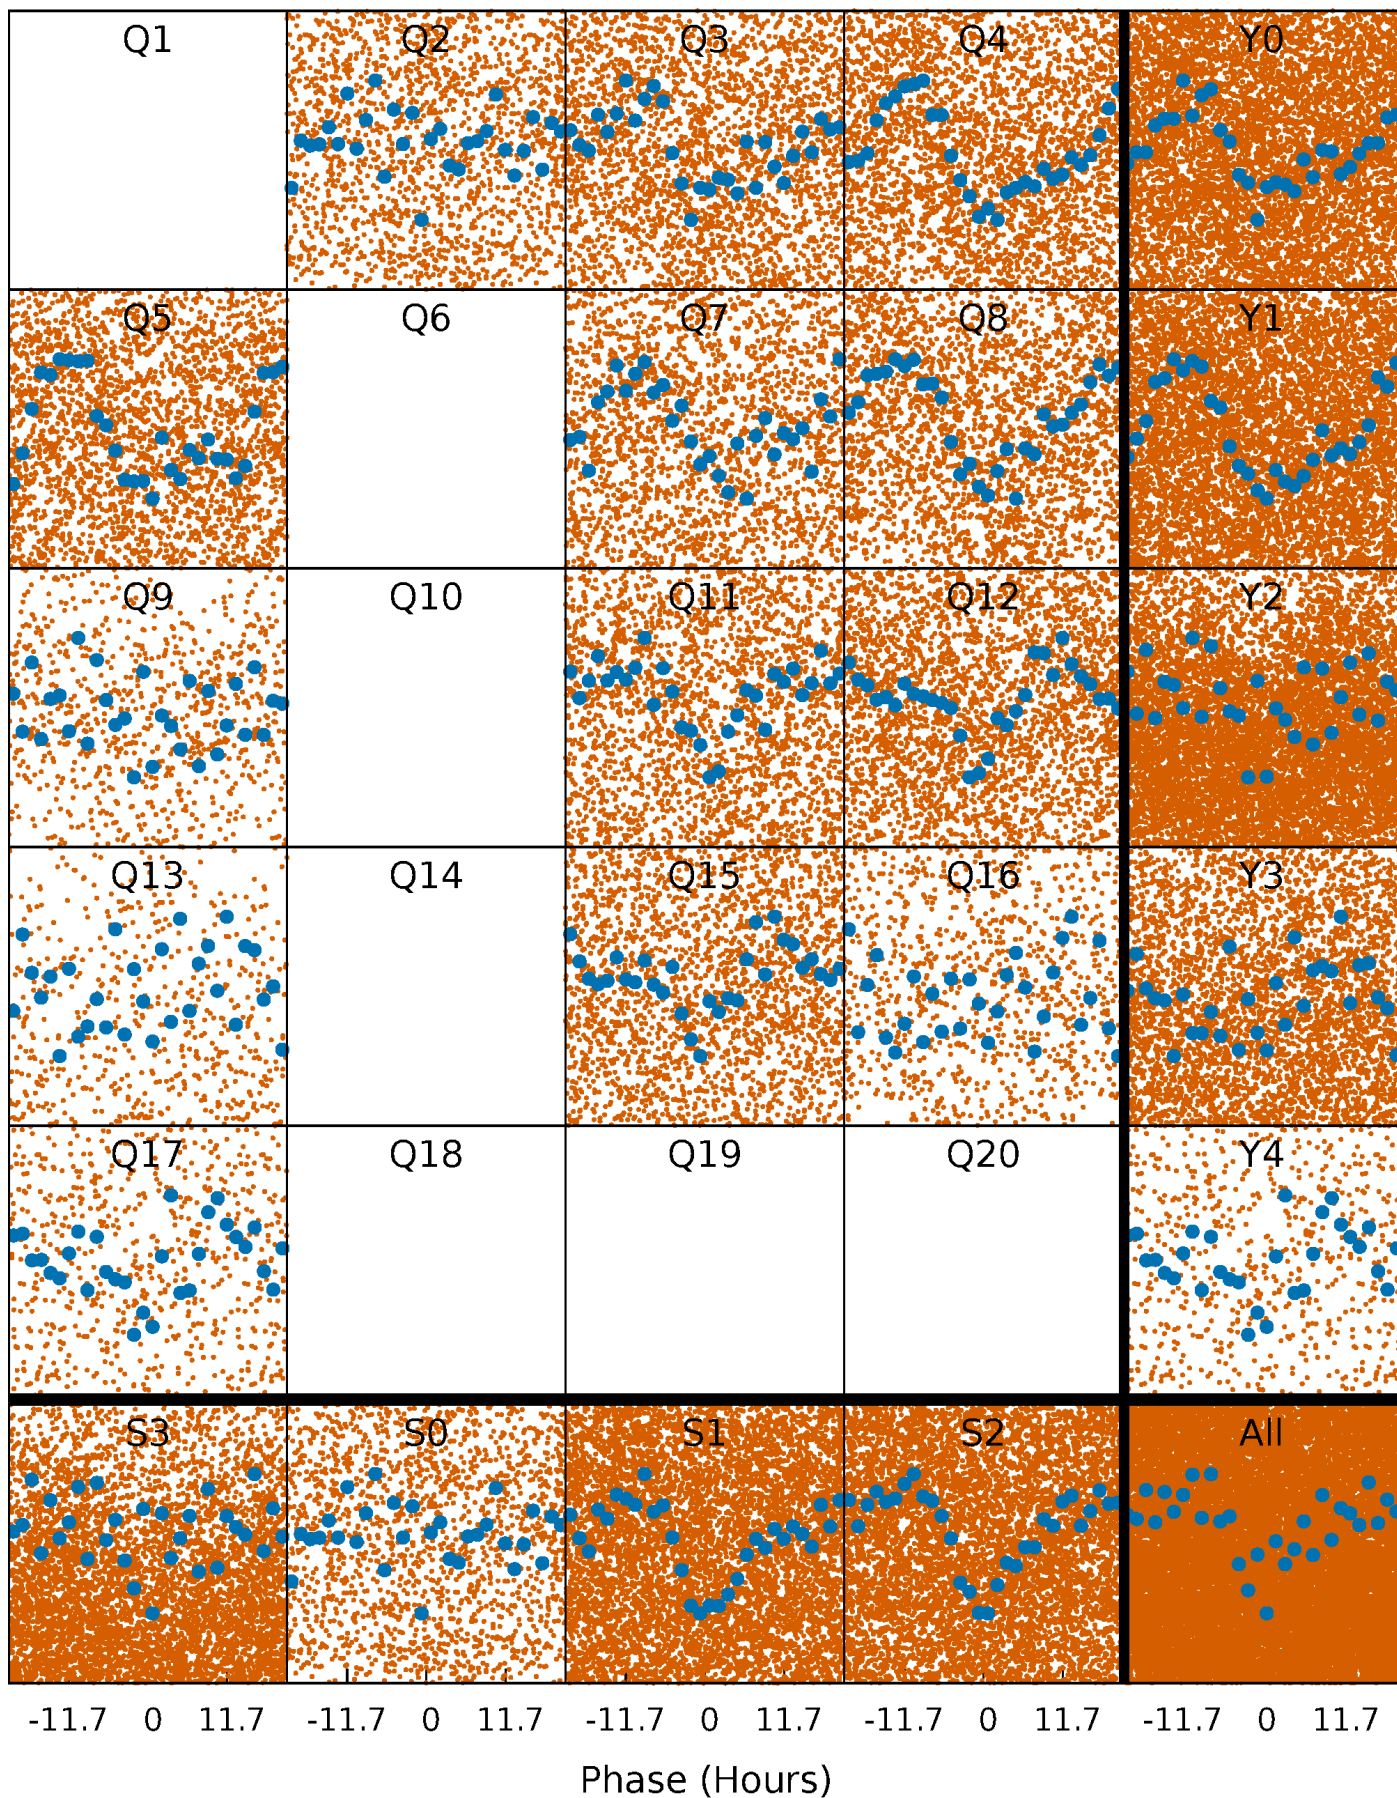 Q1 Q2 Q3 Q4 Y0
Q5 Q6 Q7 Q8 Y1
Q9 Q10 Q11 Q12 Y2
Q13 Q14 Q15 Q16 Y3
Q17 Q18 Q19 Q20 Y4
S3 S0 S1 S2 All
-11.7 0 11.7 -11.7 0 11.7 -11.7 0 11.7 -11.7 0 11.7 -11.7 0 11.7
Phase (Hours)